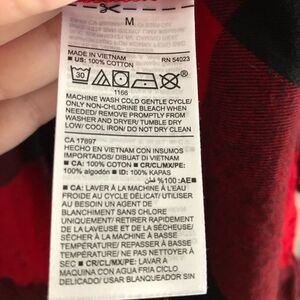 M
MADE IN VIETNAM
■ US: 100% COTTON RN 54023
30
1166
MACHINE WASH COLD GENTLE CYCLE/
ONLY NON-CHLORINE BLEACH WHEN
NEEDED/ REMOVE PROMPTLY FROM
WASHER AND DRYER/ TUMBLE DRY
LOW/ COOL IRON/ DO NOT DRY CLEAN
CA 17897
HECHO EN VIETNAM CON INSUMOS
IMPORTADOS/ DIBUAT DI VIETNAM
■ CA: 100% COTON ■ CR/CL/MX/PE: 100%
algodón ■ ID: 100% KAPAS
■ AE: 100% قطن
■ CA: LAVER À LA MACHINE À L'EAU
FROIDE AU CYCLE DÉLICAT/ UTILISER
AU BESOIN UN AGENT DE
BLANCHIMENT SANS CHLORE
UNIQUEMENT/ RETIRER RAPIDEMENT
DE LA LAVEUSE ET DE LA SÉCHEUSE/
SÉCHER À LA MACHINE À BASSE
TEMPÉRATURE/ REPASSER À BASSE
TEMPÉRATURE/ NE PAS NETTOYER À
SEC ■ CR/CL/MX/PE: LAVAR A
MAQUINA CON AGUA FRIA CICLO
DELICADO/ USAR BLANQUEADOR SIN